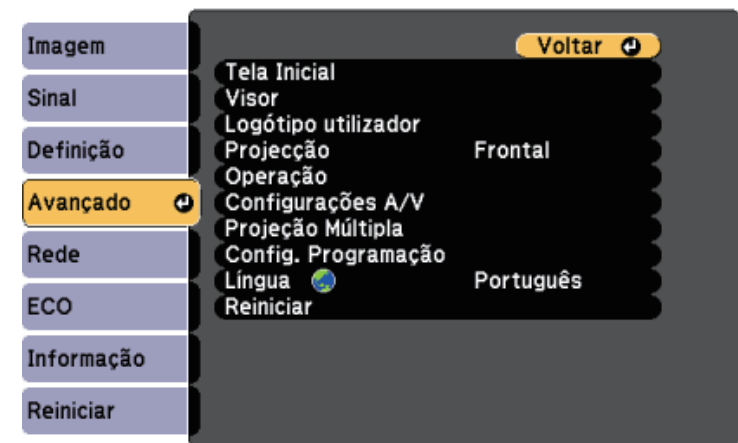 Imagem
Sinal
Definição
Avançado
Rede
ECO
Informação
Reiniciar
Voltar
Tela Inicial
Visor
Logótipo utilizador
Projecção Frontal
Operação
Configurações A/V
Projeção Múltipla
Config. Programação
Língua Português
Reiniciar